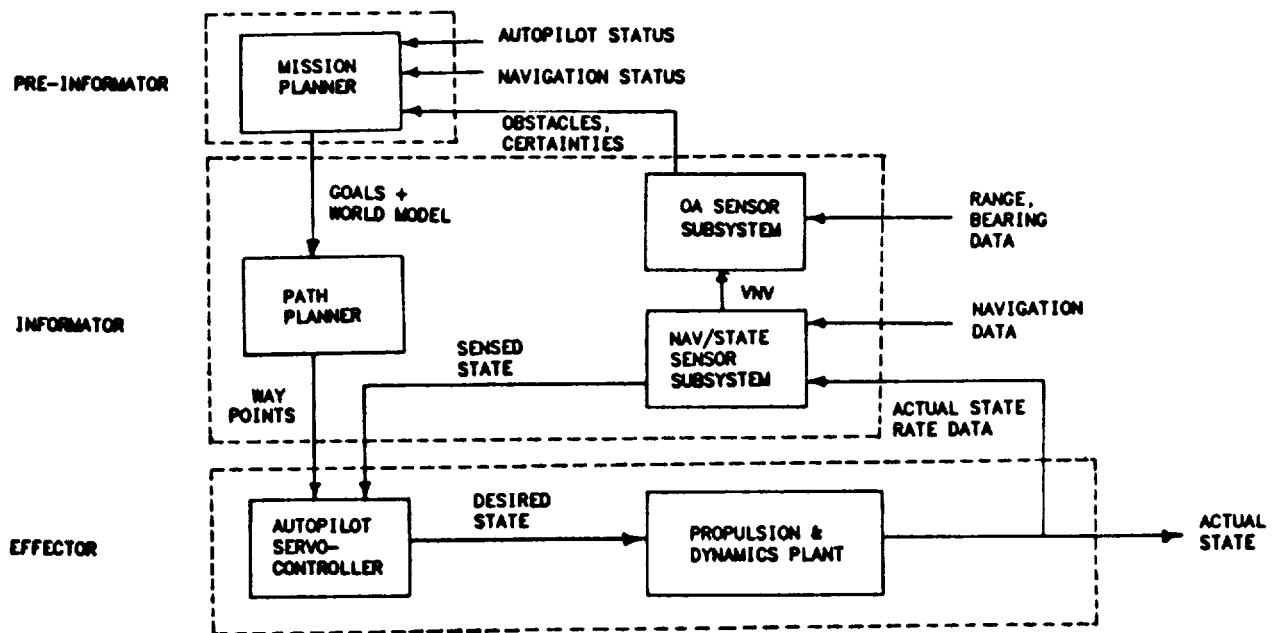 AUTOPILOT STATUS
MISSION
PLANNER
NAVIGATION STATUS
PRE-INFORMATOR
OBSTACLES,
CERTAINTIES
GOALS +
WORLD MODEL
OA SENSOR
SUBSYSTEM
RANGE,
BEARING
DATA
PATH
PLANNER
VNV
INFORMATOR
NAVIGATION
DATA
NAV/STATE
SENSOR
SUBSYSTEM
SENSED
STATE
WAY
POINTS
ACTUAL STATE
RATE DATA
EFFECTOR
AUTOPILOT
SERVO-
CONTROLLER
DESIRED
STATE
PROPULSION &
DYNAMICS PLANT
ACTUAL
STATE